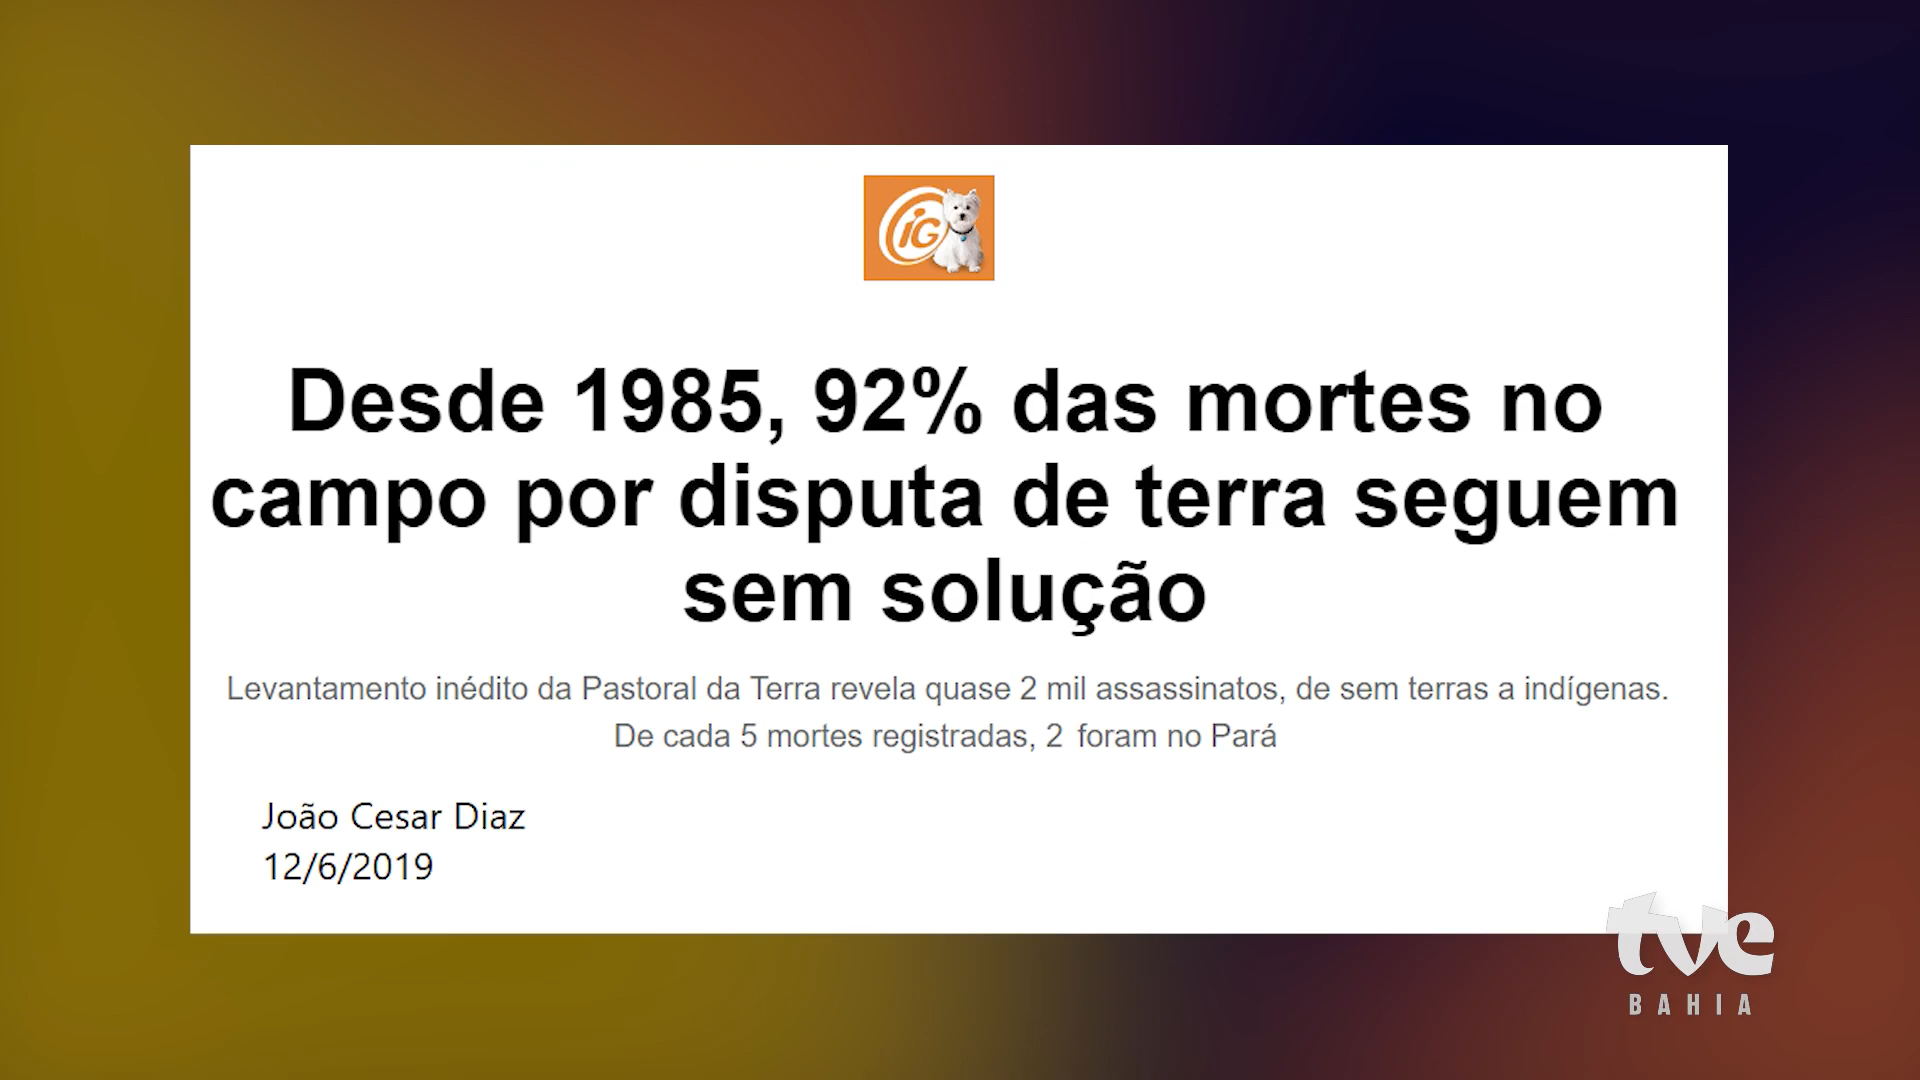 iG
Desde 1985, 92% das mortes no
campo por disputa de terra seguem
sem solução
Levantamento inédito da Pastoral da Terra revela quase 2 mil assassinatos, de sem terras a indígenas.
De cada 5 mortes registradas, 2 foram no Pará
João Cesar Diaz
12/6/2019
tve
BAHIA